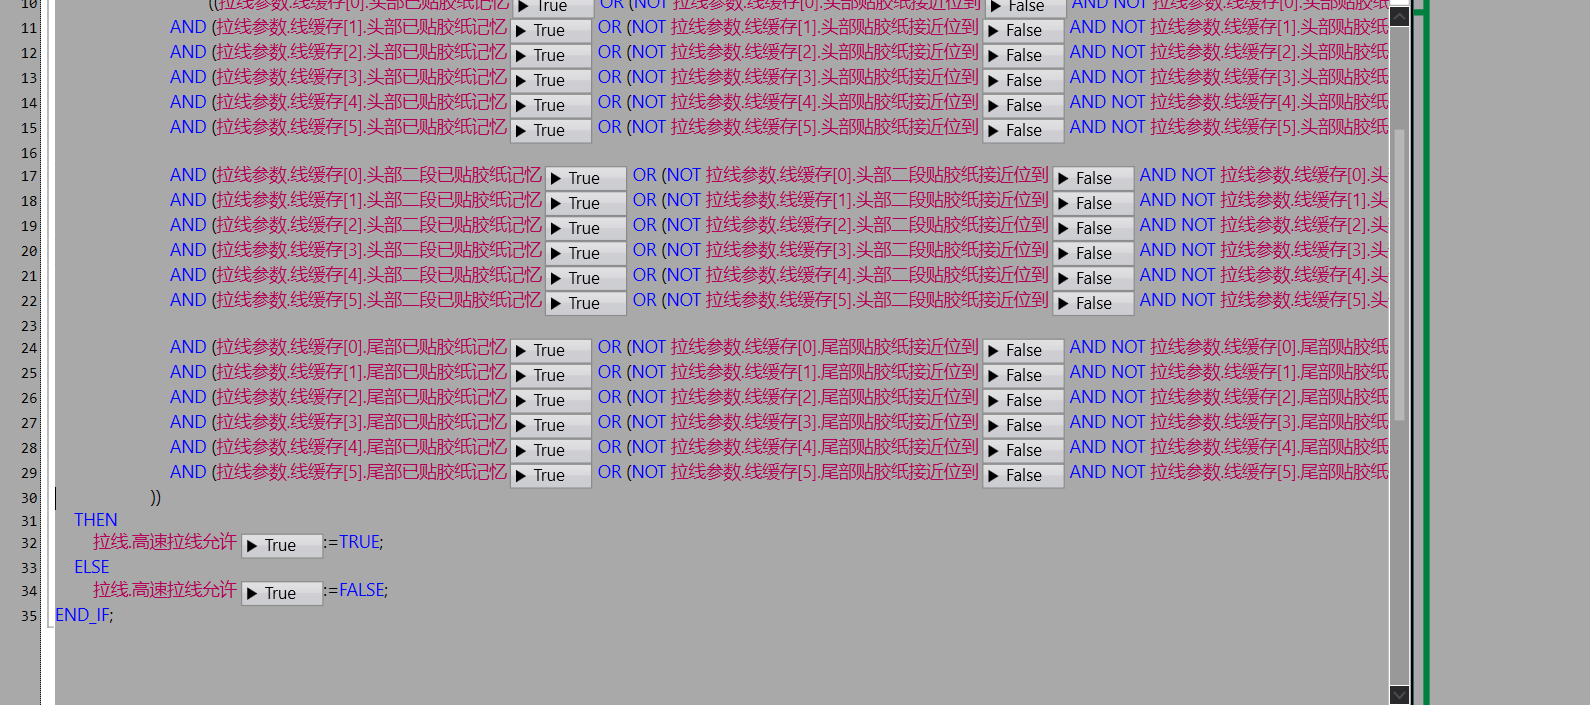 10 ((拉线参数.线缓存[0].头部已贴胶纸记忆 ▶ True OR (NOT 拉线参数.线缓存[0].头部贴胶纸接近位到 ▶ False AND NOT 拉线参数.线缓存[0].头部贴胶纸
11 AND (拉线参数.线缓存[1].头部已贴胶纸记忆 ▶ True OR (NOT 拉线参数.线缓存[1].头部贴胶纸接近位到 ▶ False AND NOT 拉线参数.线缓存[1].头部贴胶纸
12 AND (拉线参数.线缓存[2].头部已贴胶纸记忆 ▶ True OR (NOT 拉线参数.线缓存[2].头部贴胶纸接近位到 ▶ False AND NOT 拉线参数.线缓存[2].头部贴胶纸
13 AND (拉线参数.线缓存[3].头部已贴胶纸记忆 ▶ True OR (NOT 拉线参数.线缓存[3].头部贴胶纸接近位到 ▶ False AND NOT 拉线参数.线缓存[3].头部贴胶纸
14 AND (拉线参数.线缓存[4].头部已贴胶纸记忆 ▶ True OR (NOT 拉线参数.线缓存[4].头部贴胶纸接近位到 ▶ False AND NOT 拉线参数.线缓存[4].头部贴胶纸
15 AND (拉线参数.线缓存[5].头部已贴胶纸记忆 ▶ True OR (NOT 拉线参数.线缓存[5].头部贴胶纸接近位到 ▶ False AND NOT 拉线参数.线缓存[5].头部贴胶纸
16
17 AND (拉线参数.线缓存[0].头部二段已贴胶纸记忆 ▶ True OR (NOT 拉线参数.线缓存[0].头部二段贴胶纸接近位到 ▶ False AND NOT 拉线参数.线缓存[0].头
18 AND (拉线参数.线缓存[1].头部二段已贴胶纸记忆 ▶ True OR (NOT 拉线参数.线缓存[1].头部二段贴胶纸接近位到 ▶ False AND NOT 拉线参数.线缓存[1].头
19 AND (拉线参数.线缓存[2].头部二段已贴胶纸记忆 ▶ True OR (NOT 拉线参数.线缓存[2].头部二段贴胶纸接近位到 ▶ False AND NOT 拉线参数.线缓存[2].头
20 AND (拉线参数.线缓存[3].头部二段已贴胶纸记忆 ▶ True OR (NOT 拉线参数.线缓存[3].头部二段贴胶纸接近位到 ▶ False AND NOT 拉线参数.线缓存[3].头
21 AND (拉线参数.线缓存[4].头部二段已贴胶纸记忆 ▶ True OR (NOT 拉线参数.线缓存[4].头部二段贴胶纸接近位到 ▶ False AND NOT 拉线参数.线缓存[4].头
22 AND (拉线参数.线缓存[5].头部二段已贴胶纸记忆 ▶ True OR (NOT 拉线参数.线缓存[5].头部二段贴胶纸接近位到 ▶ False AND NOT 拉线参数.线缓存[5].头
23
24 AND (拉线参数.线缓存[0].尾部已贴胶纸记忆 ▶ True OR (NOT 拉线参数.线缓存[0].尾部贴胶纸接近位到 ▶ False AND NOT 拉线参数.线缓存[0].尾部贴胶纸
25 AND (拉线参数.线缓存[1].尾部已贴胶纸记忆 ▶ True OR (NOT 拉线参数.线缓存[1].尾部贴胶纸接近位到 ▶ False AND NOT 拉线参数.线缓存[1].尾部贴胶纸
26 AND (拉线参数.线缓存[2].尾部已贴胶纸记忆 ▶ True OR (NOT 拉线参数.线缓存[2].尾部贴胶纸接近位到 ▶ False AND NOT 拉线参数.线缓存[2].尾部贴胶纸
27 AND (拉线参数.线缓存[3].尾部已贴胶纸记忆 ▶ True OR (NOT 拉线参数.线缓存[3].尾部贴胶纸接近位到 ▶ False AND NOT 拉线参数.线缓存[3].尾部贴胶纸
28 AND (拉线参数.线缓存[4].尾部已贴胶纸记忆 ▶ True OR (NOT 拉线参数.线缓存[4].尾部贴胶纸接近位到 ▶ False AND NOT 拉线参数.线缓存[4].尾部贴胶纸
29 AND (拉线参数.线缓存[5].尾部已贴胶纸记忆 ▶ True OR (NOT 拉线参数.线缓存[5].尾部贴胶纸接近位到 ▶ False AND NOT 拉线参数.线缓存[5].尾部贴胶纸
30 ))
31 THEN
32 拉线.高速拉线允许 ▶ True :=TRUE;
33 ELSE
34 拉线.高速拉线允许 ▶ True :=FALSE;
35 END_IF;